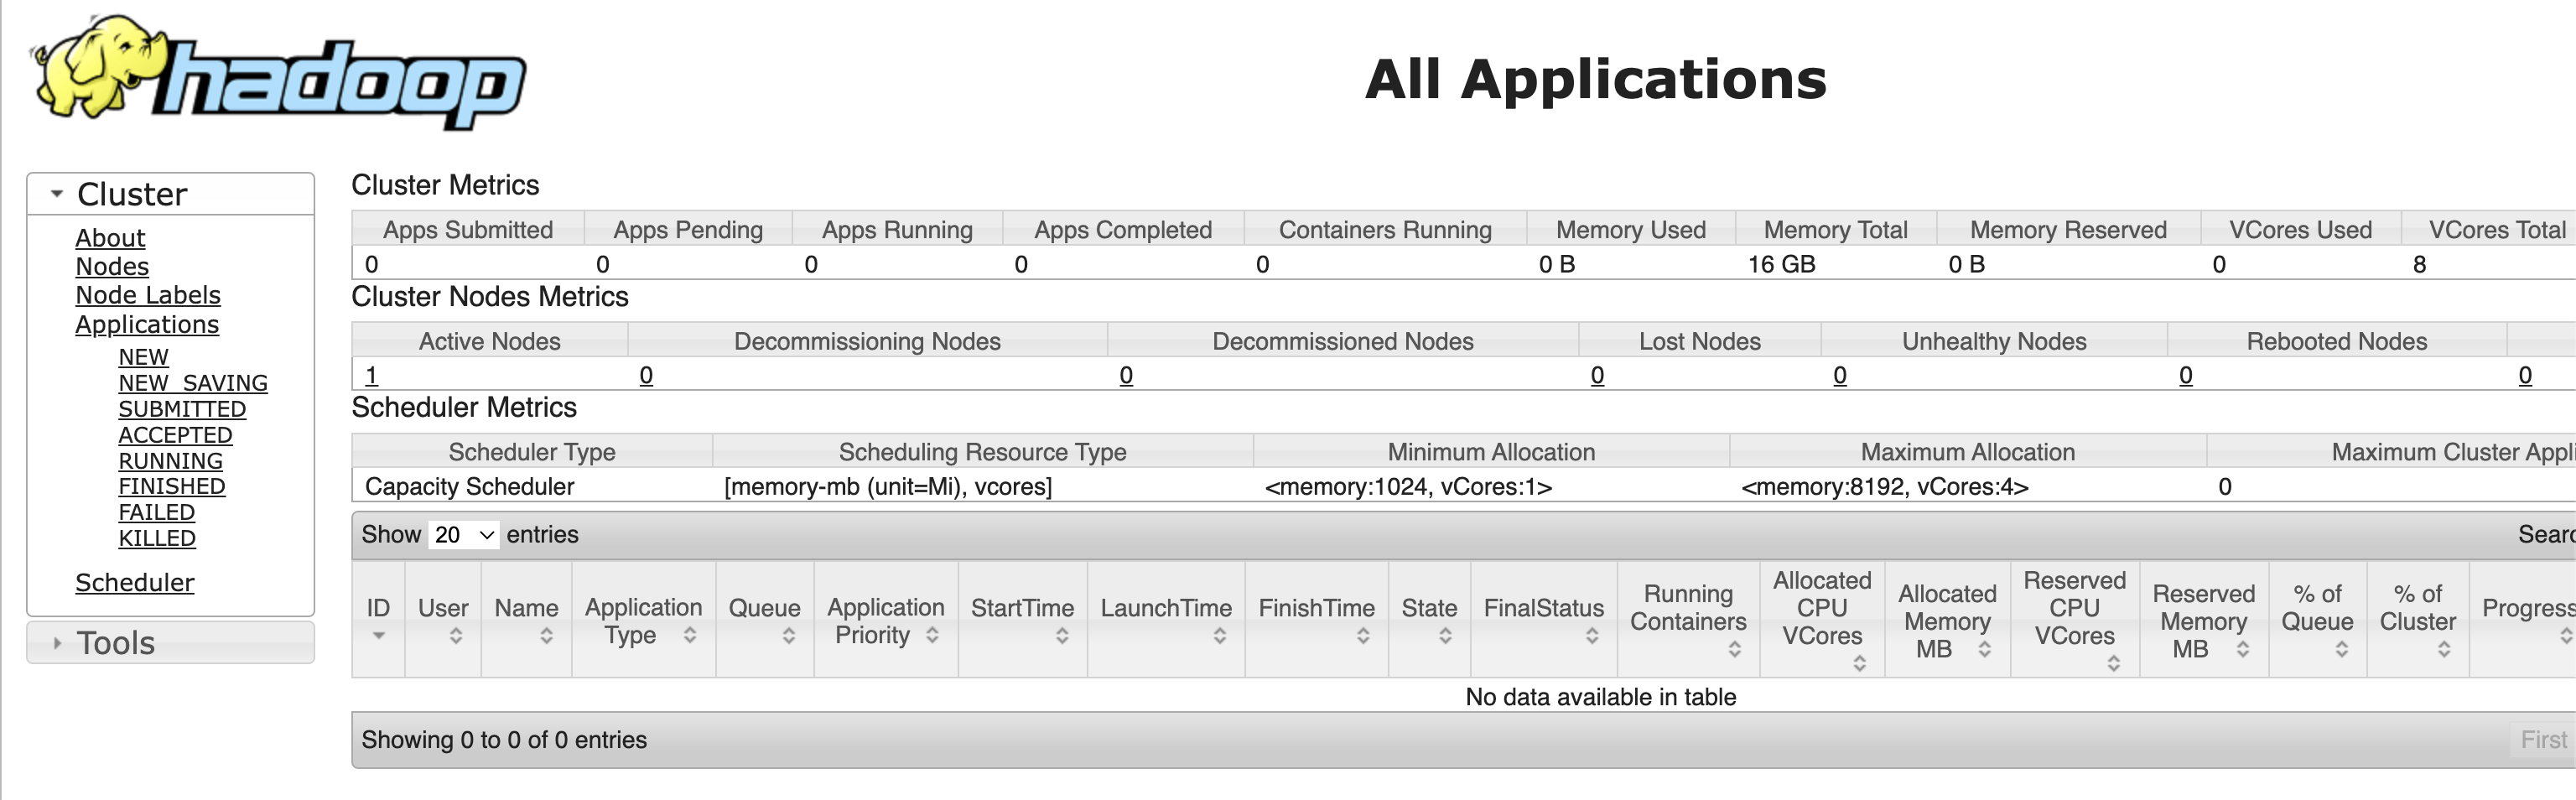 hadoop
All Applications
Cluster
About
Nodes
Node Labels
Applications
NEW
NEW_SAVING
SUBMITTED
ACCEPTED
RUNNING
FINISHED
FAILED
KILLED
Scheduler
Tools
Cluster Metrics
Apps Submitted Apps Pending Apps Running Apps Completed Containers Running Memory Used Memory Total Memory Reserved VCores Used VCores Total
0 0 0 0 0 0 B 16 GB 0 B 0 8
Cluster Nodes Metrics
Active Nodes Decommissioning Nodes Decommissioned Nodes Lost Nodes Unhealthy Nodes Rebooted Nodes
1 0 0 0 0 0 0
Scheduler Metrics
Scheduler Type Scheduling Resource Type Minimum Allocation Maximum Allocation Maximum Cluster Appli
Capacity Scheduler [memory-mb (unit=Mi), vcores] <memory:1024, vCores:1> <memory:8192, vCores:4> 0
Show 20 entries Searc
ID User Name Application Type Queue Application Priority StartTime LaunchTime FinishTime State FinalStatus Running Containers Allocated CPU VCores Allocated Memory MB Reserved CPU VCores Reserved Memory MB % of Queue % of Cluster Progress
No data available in table
Showing 0 to 0 of 0 entries First